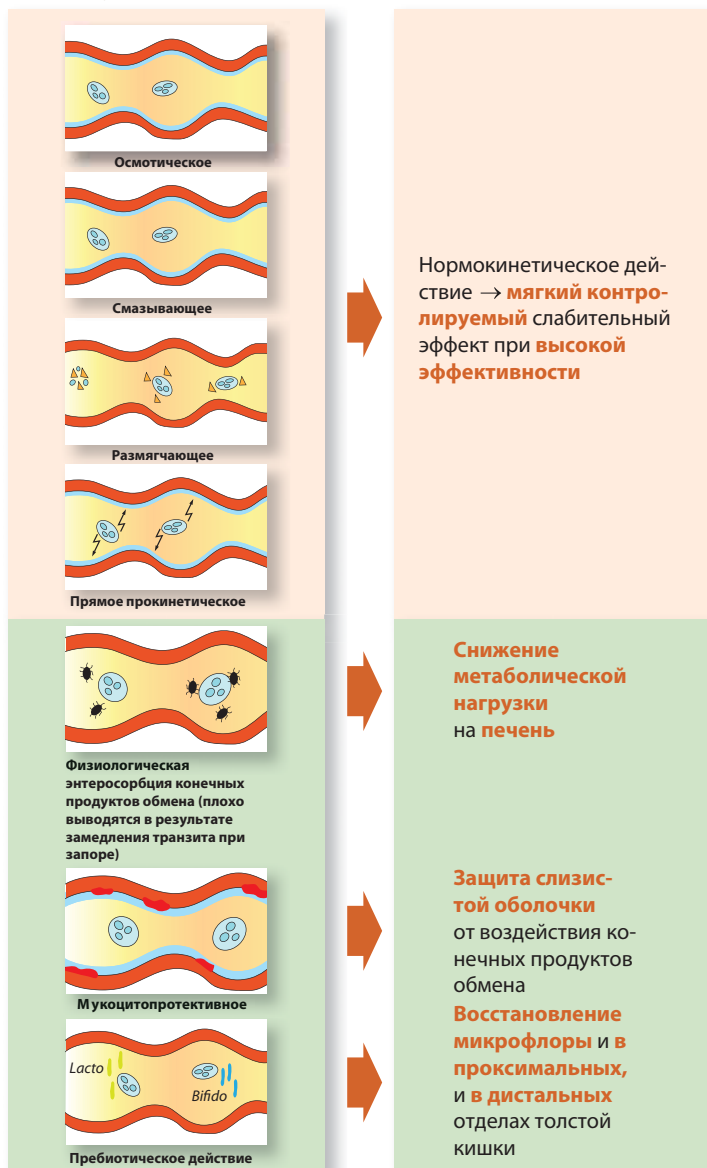 Осмотическое
Смазывающее
Размягчающее
Прямое прокинетическое
Нормокинетическое дей-
ствие → мягкий контро-
лируемый слабительный
эффект при высокой
эффективности
Физиологическая
энтеросорбция конечных
продуктов обмена (плохо
выводятся в результате
замедления транзита при
запоре)
Снижение
метаболической
нагрузки
на печень
Мукоцитопротективное
Защита слизис-
той оболочки
от воздействия ко-
нечных продуктов
обмена
Lacto
Bifido
Пребиотическое действие
Восстановление
микрофлоры и в
проксимальных,
и в дистальных
отделах толстой
кишки